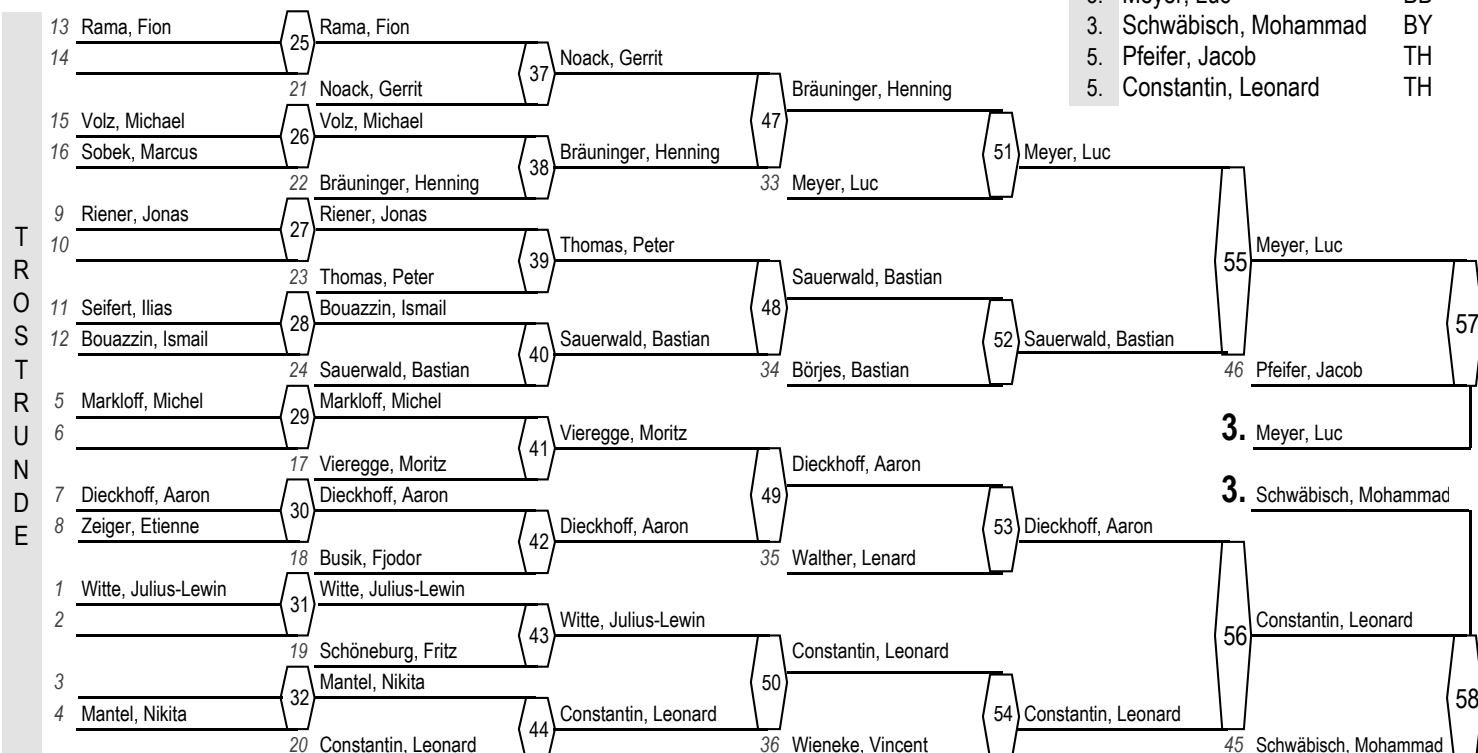 3. Meyer, Luc BB
3. Schwäbisch, Mohammad BY
5. Pfeifer, Jacob TH
5. Constantin, Leonard TH
TROSTRUNDE
13 Rama, Fion
14
15 Volz, Michael
16 Sobek, Marcus
9 Riener, Jonas
10
11 Seifert, Ilias
12 Bouazzin, Ismail
5 Markloff, Michel
6
7 Dieckhoff, Aaron
8 Zeiger, Etienne
1 Witte, Julius-Lewin
2
3
4 Mantel, Nikita
25
26
27
28
29
30
31
32
Rama, Fion
21 Noack, Gerrit
Volz, Michael
22 Bräuninger, Henning
Riener, Jonas
23 Thomas, Peter
Bouazzin, Ismail
24 Sauerwald, Bastian
Markloff, Michel
17 Vieregge, Moritz
Dieckhoff, Aaron
18 Busik, Fjodor
Witte, Julius-Lewin
19 Schöneburg, Fritz
Mantel, Nikita
20 Constantin, Leonard
37
38
39
40
41
42
43
44
Noack, Gerrit
Bräuninger, Henning
Thomas, Peter
Sauerwald, Bastian
Vieregge, Moritz
Dieckhoff, Aaron
Witte, Julius-Lewin
Constantin, Leonard
47
48
49
50
Bräuninger, Henning
33 Meyer, Luc
Sauerwald, Bastian
34 Börjes, Bastian
Dieckhoff, Aaron
35 Walther, Lenard
Constantin, Leonard
36 Wieneke, Vincent
51
52
53
54
Meyer, Luc
Sauerwald, Bastian
Dieckhoff, Aaron
Constantin, Leonard
55
56
Meyer, Luc
46 Pfeifer, Jacob
3. Meyer, Luc
3. Schwäbisch, Mohammad
Constantin, Leonard
45 Schwäbisch, Mohammad
57
58